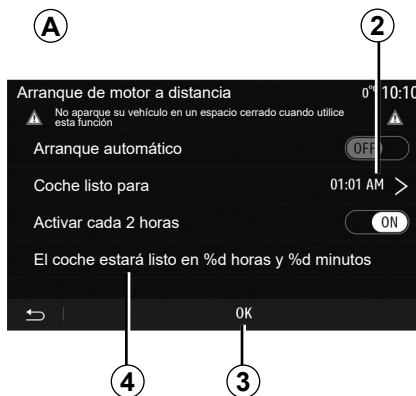 A
2
Arranque de motor a distancia
0° 10:10
No aparque su vehículo en un espacio cerrado cuando utilice
esta función
Arranque automático
OFF
Coche listo para
01:01 AM
Activar cada 2 horas
ON
El coche estará listo en %d horas y %d minutos
OK
4
3